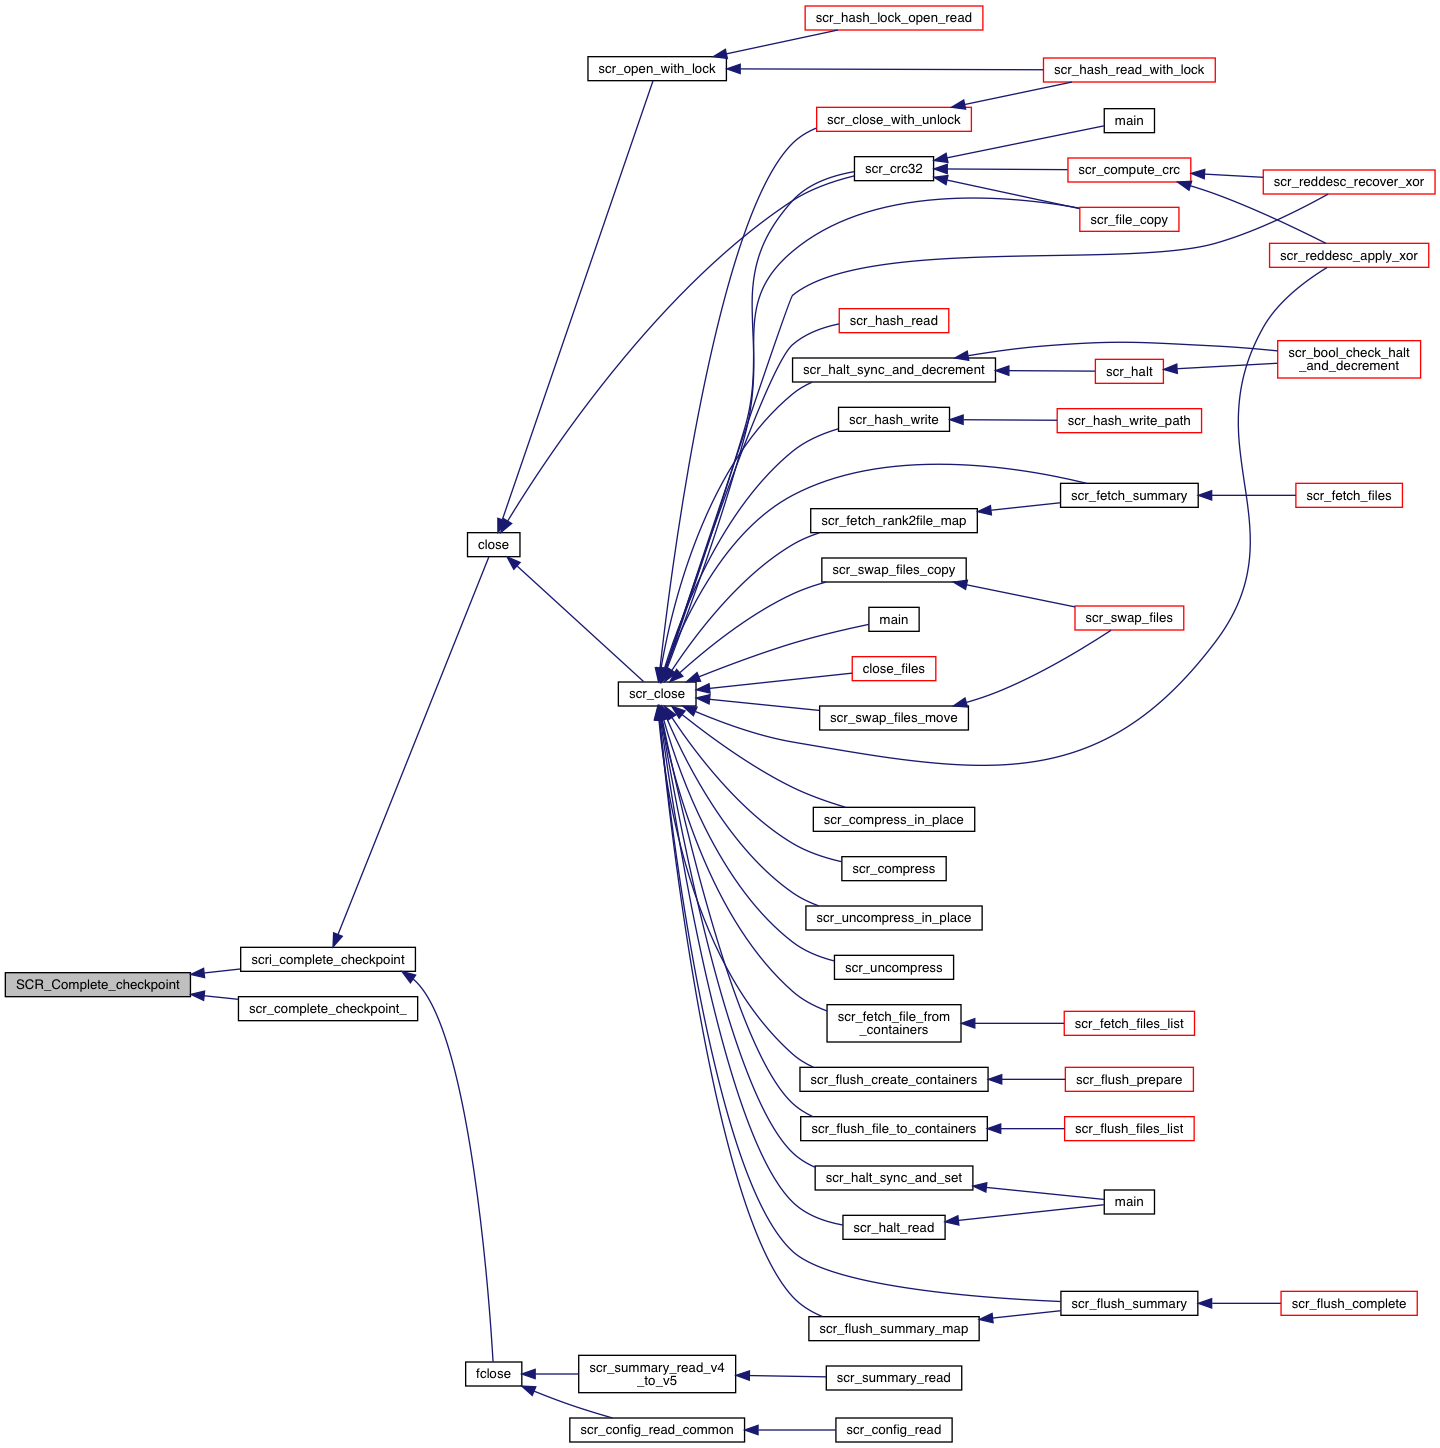 scr_hash_lock_open_read
scr_open_with_lock
scr_hash_read_with_lock
scr_close_with_unlock
main
scr_crc32
scr_compute_crc
scr_reddesc_recover_xor
scr_file_copy
scr_reddesc_apply_xor
scr_hash_read
scr_bool_check_halt
_and_decrement
scr_halt_sync_and_decrement
scr_halt
scr_hash_write
scr_hash_write_path
scr_fetch_summary
scr_fetch_files
scr_fetch_rank2file_map
close
scr_swap_files_copy
main
scr_swap_files
close_files
scr_close
scr_swap_files_move
scr_compress_in_place
scr_compress
scr_uncompress_in_place
scri_complete_checkpoint
scr_uncompress
SCR_Complete_checkpoint
scr_complete_checkpoint_
scr_fetch_file_from
_containers
scr_fetch_files_list
scr_flush_create_containers
scr_flush_prepare
scr_flush_file_to_containers
scr_flush_files_list
scr_halt_sync_and_set
main
scr_halt_read
scr_flush_summary
scr_flush_complete
scr_flush_summary_map
fclose
scr_summary_read_v4
_to_v5
scr_summary_read
scr_config_read_common
scr_config_read